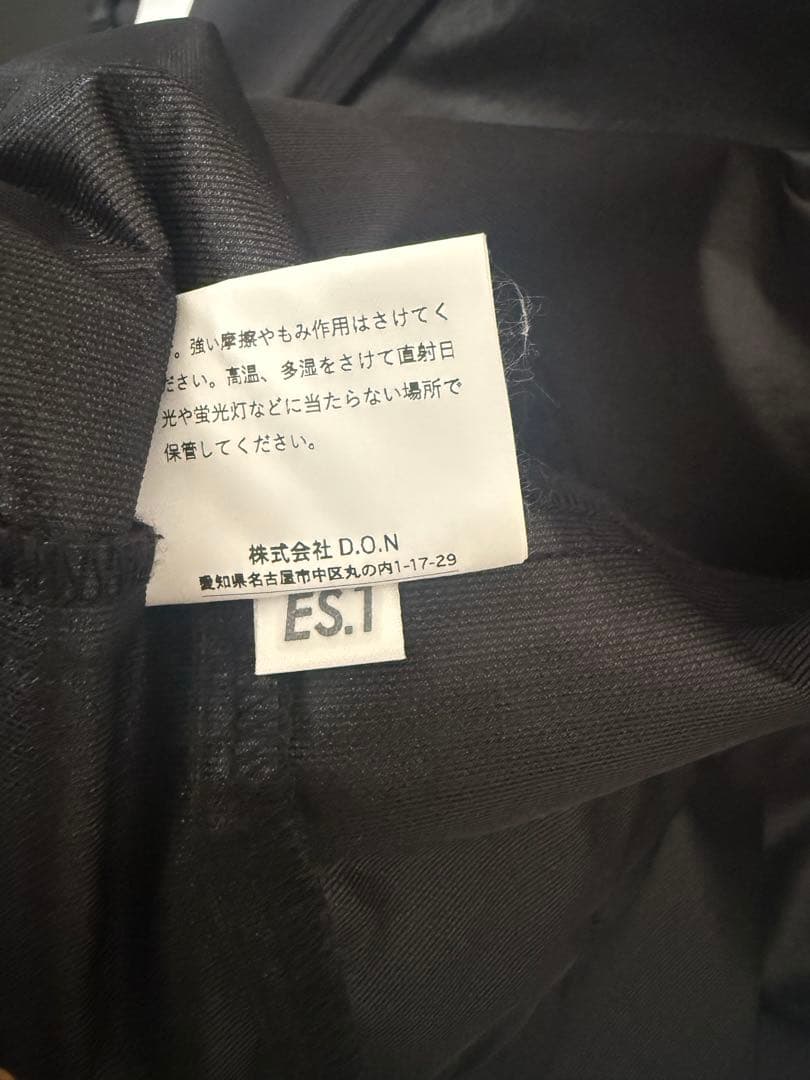 。強い摩擦やもみ作用はさけてく
ださい。高温、多湿をさけて直射日
光や蛍光灯などに当たらない場所で
保管してください。
株式会社 D.O.N
愛知県名古屋市中区丸の内1-17-29
ES.1